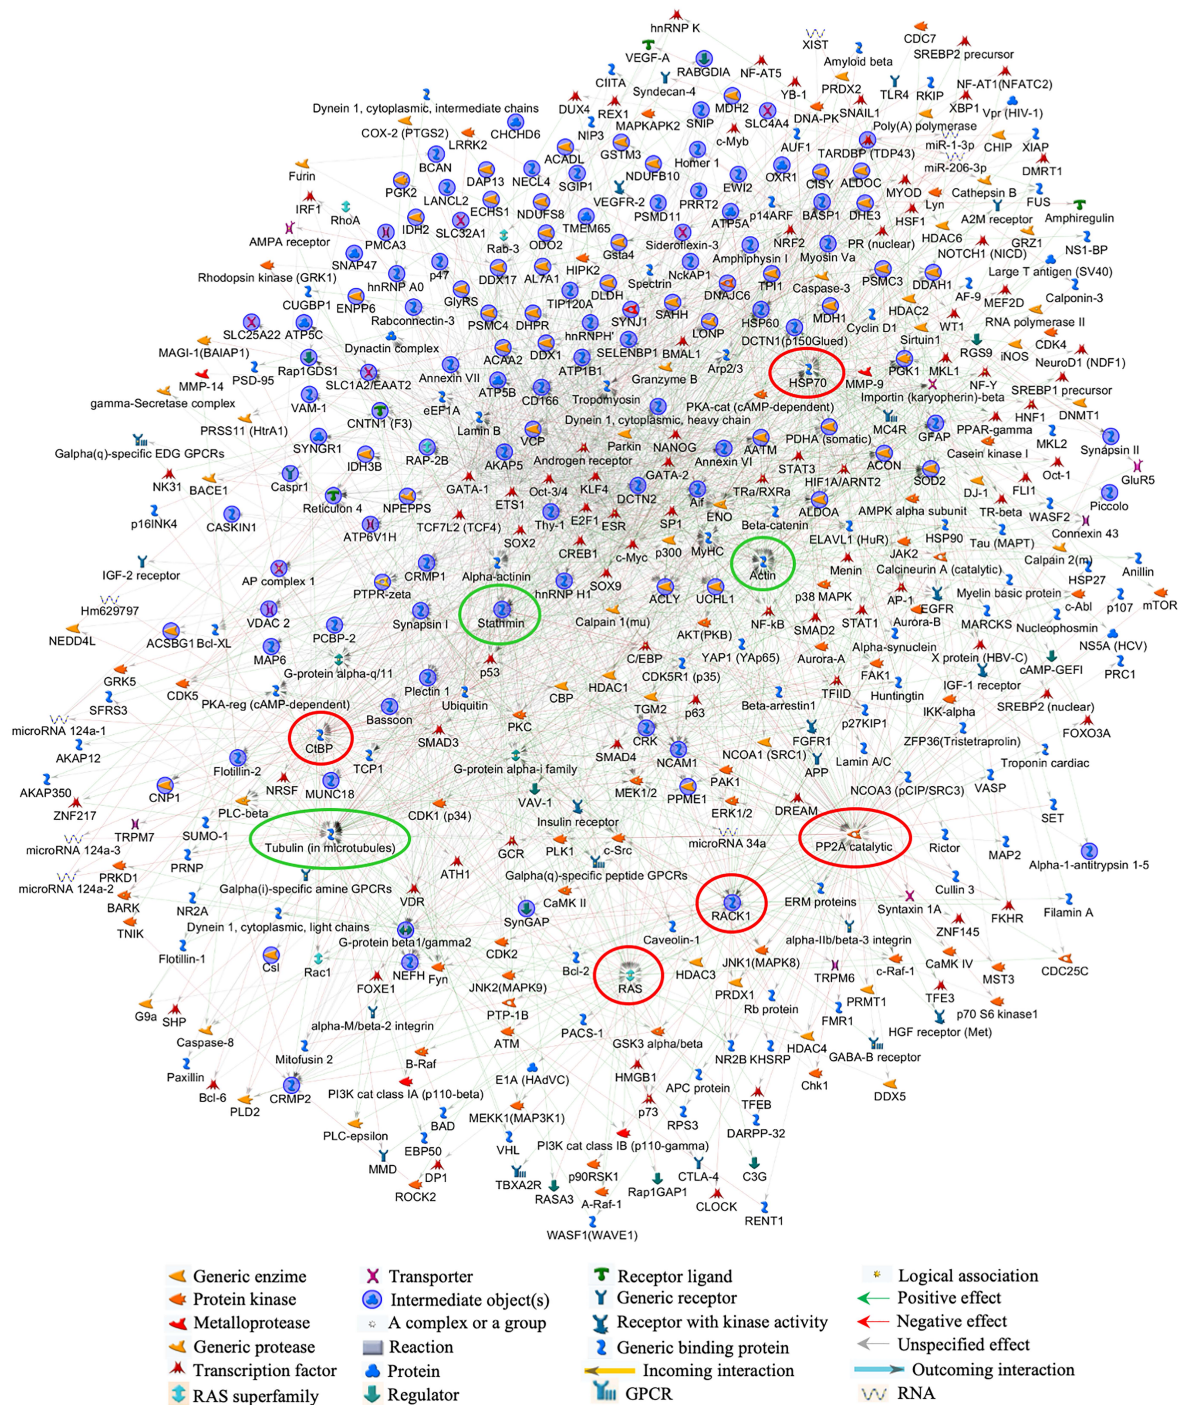 hnRNP K
XIST
CDC7
SREBP2 precursor
VEGF-A
RABGDIA
NF-AT5
Amyloid beta
CIITA
Syndecan-4
YB-1
PRDX2
TLR4
RKIP
NF-AT1(NFATC2)
XBP1
Dynein 1, cytoplasmic, intermediate chains
DUX4
REX1
MDH2
SNIP
SLC4A4
DNA-PK
SNAIL1
Vpr (HIV-1)
COX-2 (PTGS2)
CHCHD6
NIP3
MAPKAPK2
c-Myb
AUF1
Poly(A) polymerase
LRRK2
ACADL
GSTM3
Homer 1
TARDBP (TDP43)
miR-1-3p
CHIP
XIAP
BCAN
DAP13
NECL4
SGIP1
NDUFB10
EWI2
OXR1
CISY
ALDOC
miR-206-3p
DMRT1
Furin
PGK2
LANCL2
VEGFR-2
PRRT2
MYOD
Lyn
Cathepsin B
FUS
IRF1
RhoA
ECHS1
NDUFS8
TMEM65
PSMD11
ATP5A
p14ARF
BASP1
DHE3
HSF1
A2M receptor
Amphiregulin
AMPA receptor
IDH2
SLC32A1
Rab-3
ODO2
Sideroflexin-3
NRF2
PR (nuclear)
HDAC6
GRZ1
NS1-BP
PMCA3
Gsta4
Amphiphysin I
Myosin Va
NOTCH1 (NICD)
SNAP47
p47
DDX17
AL7A1
HIPK2
NckAP1
Large T antigen (SV40)
Rhodopsin kinase (GRK1)
hnRNP A0
Spectrin
DLDH
DNAJC6
TPI1
Caspase-3
PSMC3
DDAH1
AF-9
Calponin-3
CUGBP1
ENPP6
GlyRS
TIP120A
SAHH
HDAC2
MEF2D
Rabconnectin-3
PSMC4
DHPR
SYNJ1
HSP60
MDH1
Cyclin D1
WT1
RNA polymerase II
SLC25A22
ATP5C
hnRNPH'
LONP
DCTN1 (p150Glued)
Sirtuin1
CDK4
MAGI-1(BAIAP1)
Dynactin complex
DDX1
SELENBP1
BMAL1
RGS9
iNOS
Rap1GDS1
ACAA2
ATP1B1
Arp2/3
PGK1
MKL1
NeuroD1 (NDF1)
MMP-14
PSD-95
Annexin VII
Granzyme B
HSP70
MMP-9
NF-Y
SREBP1 precursor
gamma-Secretase complex
SLC1A2/EAAT2
ATP5B
CD166
Tropomyosin
PKA-cat (cAMP-dependent)
Importin (karyopherin)-beta
VAM-1
eEF1A
HNF1
DNMT1
PRSS11 (HtrA1)
CNTN1 (F3)
Lamin B
Dynein 1, cytoplasmic, heavy chain
MC4R
PPAR-gamma
Galpha(q)-specific EDG GPCRs
SYNGR1
VCP
Parkin
NANOG
AATM
PDHA (somatic)
GFAP
MKL2
Synapsin II
IDH3B
RAP-2B
AKAP5
Androgen receptor
Annexin VI
STAT3
ACON
Casein kinase I
NK31
Caspr1
GATA-1
Oct-3/4
KLF4
GATA-2
HIF1A/ARNT2
SOD2
Oct-1
GluR5
BACE1
ETS1
DCTN2
Aif
TRa/RXRa
DJ-1
FLI1
Reticulon 4
NPEPPS
E2F1
ENO
ALDOA
AMPK alpha subunit
TR-beta
Piccolo
p16INK4
CASKIN1
TCF7L2 (TCF4)
Thy-1
ESR
SP1
Beta-catenin
WASF2
ATP6V1H
SOX2
ELAVL1 (HuR)
HSP90
Tau (MAPT)
Connexin 43
CREB1
c-Myc
p300
MyHC
JAK2
Calpain 2(m)
IGF-2 receptor
AP complex 1
CRMP1
Alpha-actinin
Actin
Menin
Calcineurin A (catalytic)
HSP27
Anillin
PTPR-zeta
hnRNP H1
SOX9
ACLY
UCHL1
p38 MAPK
AP-1
EGFR
Myelin basic protein
c-Abl
p107
mTOR
Hm629797
VDAC 2
Synapsin I
Stathmin
Calpain 1(mu)
NF-kB
SMAD2
STAT1
Aurora-B
MARCKS
NEDD4L
ACSBG1
Bcl-XL
PCBP-2
AKT(PKB)
Nucleophosmin
MAP6
C/EBP
YAP1 (YAp65)
Aurora-A
Alpha-synuclein
X protein (HBV-C)
NS5A (HCV)
GRK5
G-protein alpha-q/11
p53
CDK5R1 (p35)
FAK1
cAMP-GEFI
PRC1
CDK5
Plectin 1
HDAC1
TFIID
IGF-1 receptor
SFRS3
PKA-reg (cAMP-dependent)
Ubiquitin
CBP
TGM2
p63
Beta-arrestin1
Huntingtin
SREBP2 (nuclear)
microRNA 124a-1
Bassoon
PKC
p27KIP1
IKK-alpha
FOXO3A
AKAP12
CtBP
SMAD3
CRK
FGFR1
ZFP36(Tristetraprolin)
TCP1
SMAD4
NCAM1
NCOA1 (SRC1)
Lamin A/C
Troponin cardiac
AKAP350
Flotillin-2
G-protein alpha-i family
APP
CNP1
NRSF
MUNC18
MEK1/2
PAK1
NCOA3 (pCIP/SRC3)
VASP
ZNF217
PLC-beta
VAV-1
PPME1
DREAM
TRPM7
SUMO-1
CDK1 (p34)
Insulin receptor
ERK1/2
SET
microRNA 124a-3
Tubulin (in microtubules)
GCR
PLK1
c-Src
microRNA 34a
PP2A catalytic
Rictor
MAP2
PRKD1
PRNP
ATH1
Galpha(q)-specific peptide GPCRs
Alpha-1-antitrypsin 1-5
microRNA 124a-2
Galpha(i)-specific amine GPCRs
Cullin 3
BARK
NR2A
VDR
CaMK II
ERM proteins
Syntaxin 1A
FKHR
Filamin A
TNIK
Dynein 1, cytoplasmic, light chains
SynGAP
RACK1
ZNF145
Flotillin-1
G-protein beta1/gamma2
Caveolin-1
alpha-IIb/beta-3 integrin
CsI
Rac1
NEFH
Fyn
CDK2
Bcl-2
JNK1(MAPK8)
c-Raf-1
CaMK IV
CDC25C
FOXE1
JNK2(MAPK9)
RAS
HDAC3
TRPM6
MST3
G9a
SHP
PTP-1B
PRDX1
PRMT1
TFE3
alpha-M/beta-2 integrin
Rb protein
FMR1
p70 S6 kinase1
Caspase-8
PACS-1
HGF receptor (Met)
Mitofusin 2
ATM
GSK3 alpha/beta
HDAC4
GABA-B receptor
Paxillin
B-Raf
NR2B
KHSRP
Bcl-6
CRMP2
E1A (HAdVC)
HMGB1
APC protein
Chk1
DDX5
PLD2
PI3K cat class IA (p110-beta)
TFEB
BAD
MEKK1(MAP3K1)
p73
RPS3
PLC-epsilon
EBP50
VHL
PI3K cat class IB (p110-gamma)
DARPP-32
MMD
DP1
TBXA2R
p90RSK1
CTLA-4
C3G
ROCK2
RASA3
A-Raf-1
Rap1GAP1
CLOCK
RENT1
WASF1(WAVE1)
Generic enzime
Transporter
Receptor ligand
Logical association
Protein kinase
Intermediate object(s)
Generic receptor
Positive effect
Metalloprotease
A complex or a group
Receptor with kinase activity
Negative effect
Generic protease
Reaction
Generic binding protein
Unspecified effect
Transcription factor
Protein
Incoming interaction
Outcoming interaction
RAS superfamily
Regulator
GPCR
RNA